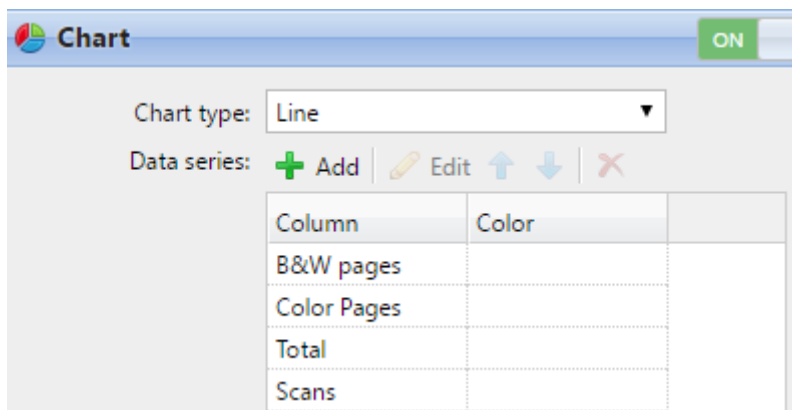 Chart
ON
Chart type: Line
Data series: Add Edit
Column Color
B&W pages
Color Pages
Total
Scans